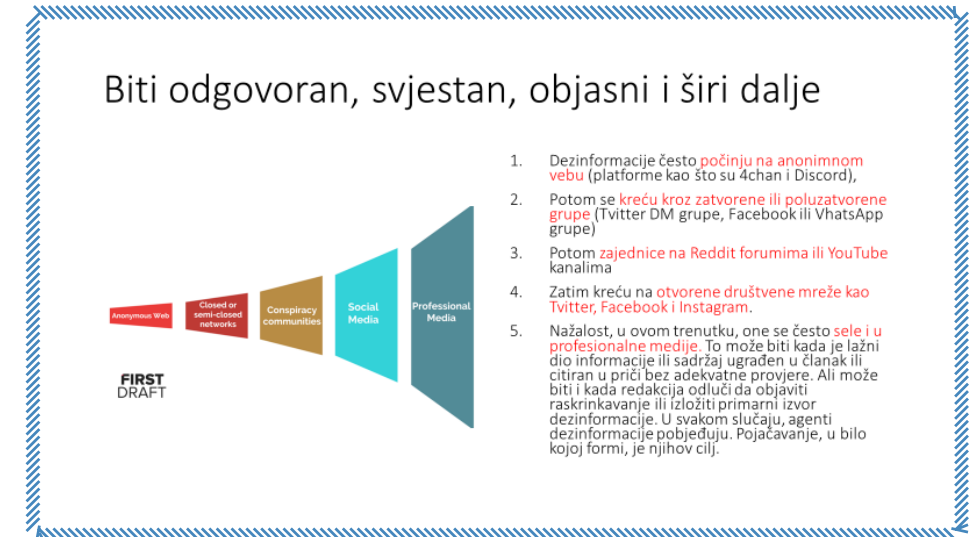 Biti odgovoran, svjestan, objasni i širi dalje
Anonymous Web
Closed or
semi-closed
networks
Conspiracy
communities
Social
Media
Professional
Media
FIRST
DRAFT
1. Dezinformacije često počinju na anonimnom
vebu (platforme kao što su 4chan i Discord),
2. Potom se kreću kroz zatvorene ili poluzatvorene
grupe (Tvitter DM grupe, Facebook ili VhatsApp
grupe)
3. Potom zajednice na Reddit forumima ili YouTube
kanalima
4. Zatim kreću na otvorene društvene mreže kao
Tvitter, Facebook i Instagram.
5. Nažalost, u ovom trenutku, one se često sele i u
profesionalne medije. To može biti kada je lažni
dio informacije ili sadržaj ugrađen u članak ili
citiran u priči bez adekvatne provjere. Ali može
biti i kada redakcija odluči da objaviti
raskrinkavanje ili izložiti primarni izvor
dezinformacije. U svakom slučaju, agenti
dezinformacije pobjeđuju. Pojačavanje, u bilo
kojoj formi, je njihov cilj.